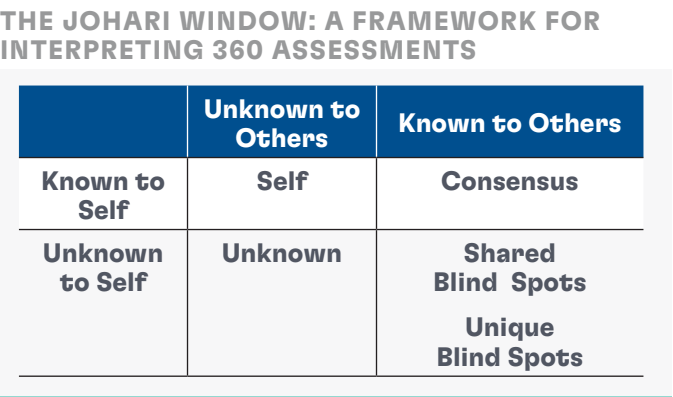 THE JOHARI WINDOW: A FRAMEWORK FOR
INTERPRETING 360 ASSESSMENTS
Unknown to
Others
Known to Others
Known to
Self
Self
Consensus
Unknown
to Self
Unknown
Shared
Blind Spots
Unique
Blind Spots